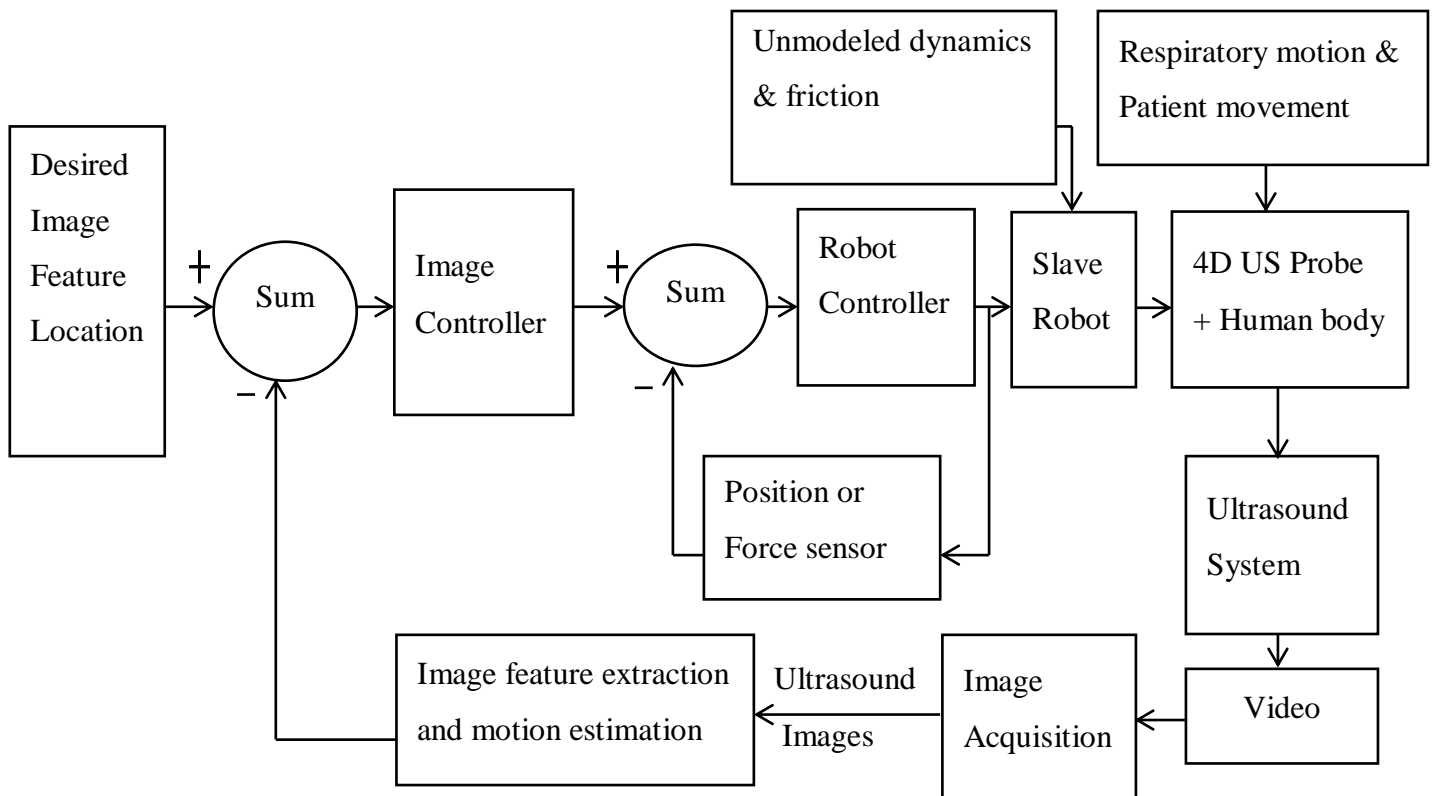 Unmodeled dynamics
& friction
Respiratory motion &
Patient movement
Desired
Image
Feature
Location
+
Sum
−
Image
Controller
+
Sum
−
Robot
Controller
Slave
Robot
4D US Probe
+ Human body
Position or
Force sensor
Ultrasound
System
Video
Image
Acquisition
Ultrasound
Images
Image feature extraction
and motion estimation